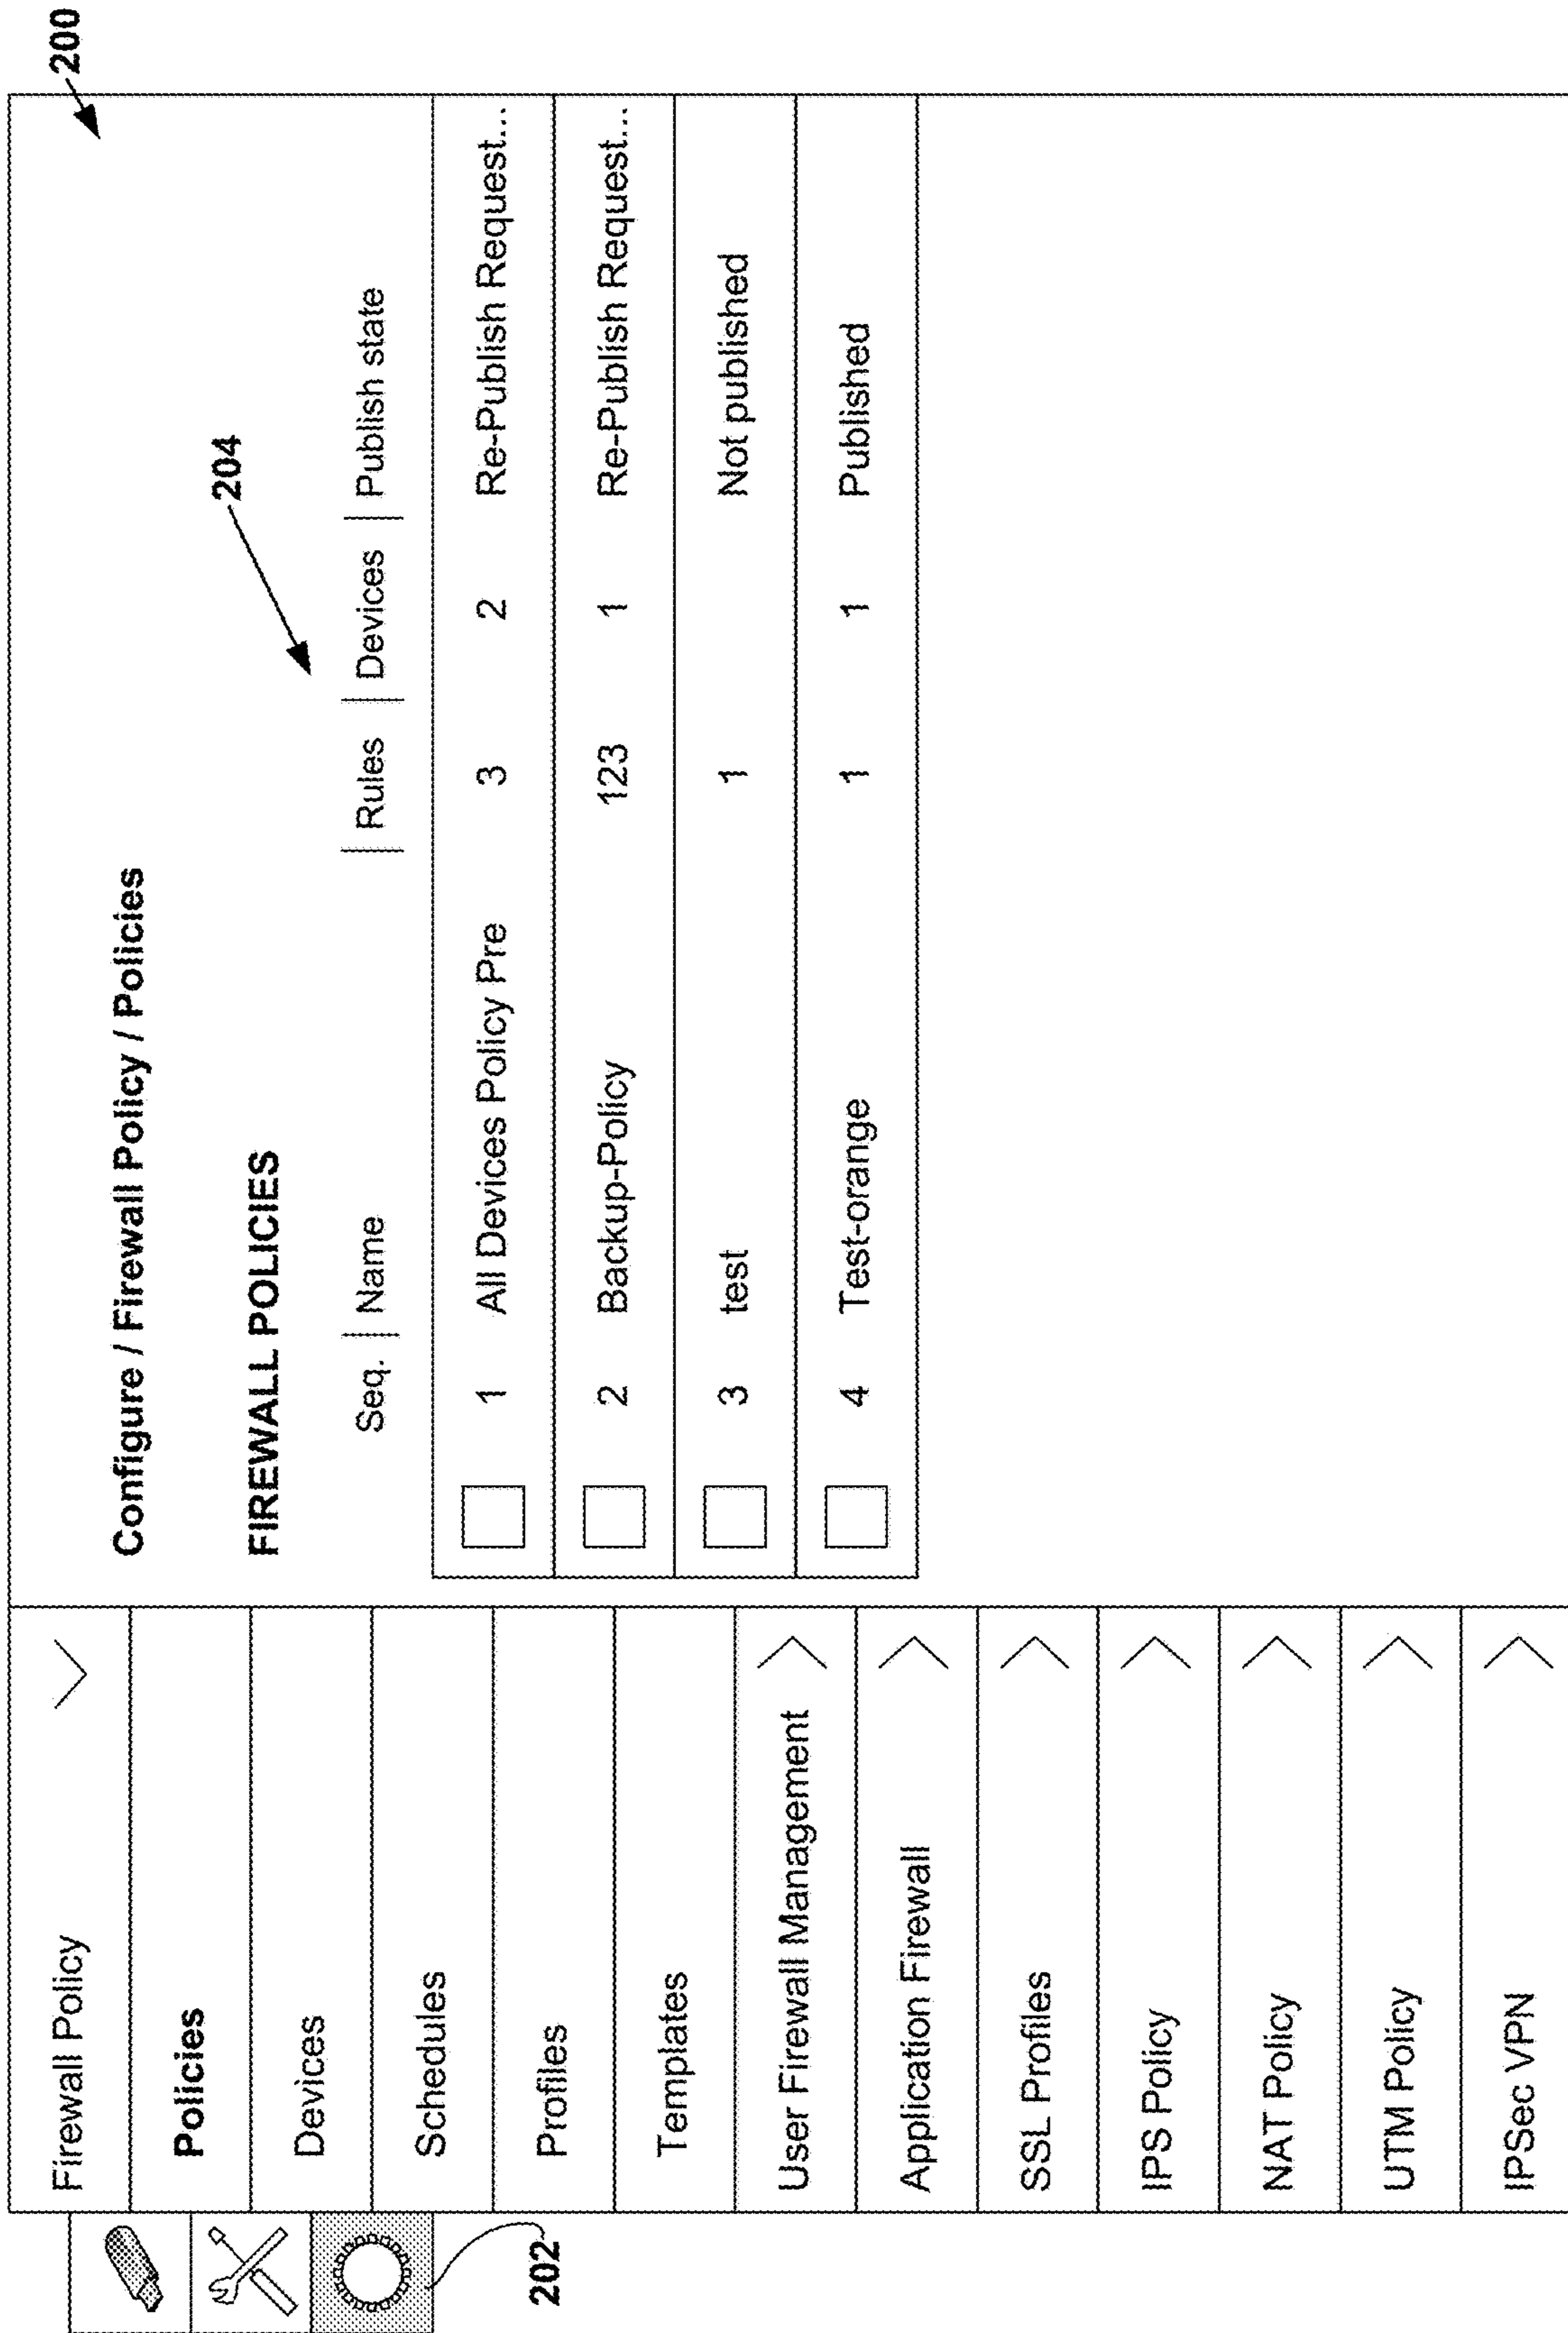 200
Configure / Firewall Policy / Policies
FIREWALL POLICIES
204
Seq. Name Rules Devices Publish state
1 All Devices Policy Pre 3 2 Re-Publish Request...
2 Backup-Policy 123 1 Re-Publish Request...
3 test 1 Not published
4 Test-orange 1 1 Published
Firewall Policy
Policies
Devices
Schedules
Profiles
Templates
User Firewall Management
Application Firewall
SSL Profiles
IPS Policy
NAT Policy
UTM Policy
IPSec VPN
202